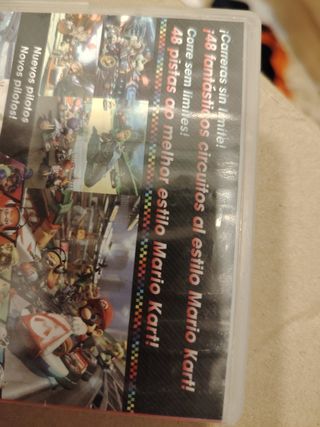 ¡Carreras sin límite!
¡48 fantásticos circuitos al estilo Mario Kart!
Corre sem limites!
48 pistas ao melhor estilo Mario Kart!
Nuevos pilotos
Novos pilotos!